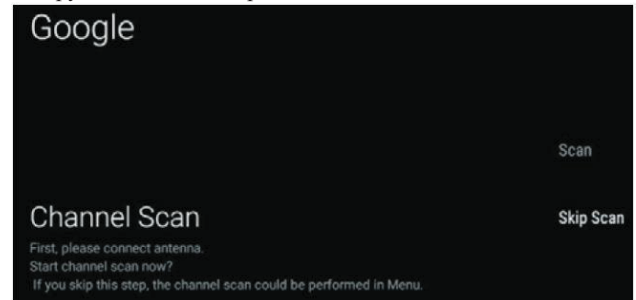 Google
Scan
Channel Scan
Skip Scan
First, please connect antenna.
Start channel scan now?
If you skip this step, the channel scan could be performed in Menu.